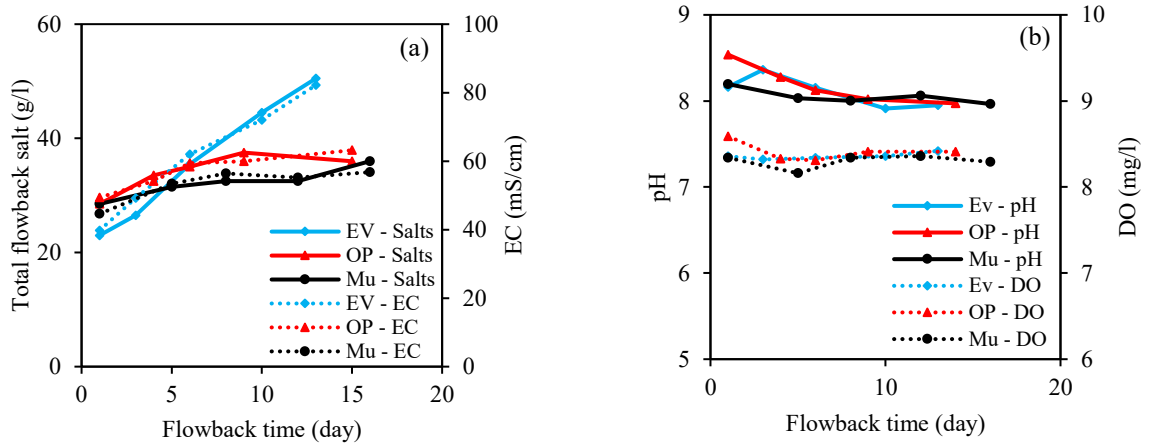 (a)
Total flowback salt (g/l)
60
40
20
0
EC (mS/cm)
100
80
60
40
20
0
EV - Salts
OP - Salts
Mu - Salts
EV - EC
OP - EC
Mu - EC
0 5 10 15 20
Flowback time (day)
(b)
pH
9
8
7
6
5
DO (mg/l)
10
9
8
7
6
Ev - pH
OP - pH
Mu - pH
Ev - DO
OP - DO
Mu - DO
0 10 20
Flowback time (day)